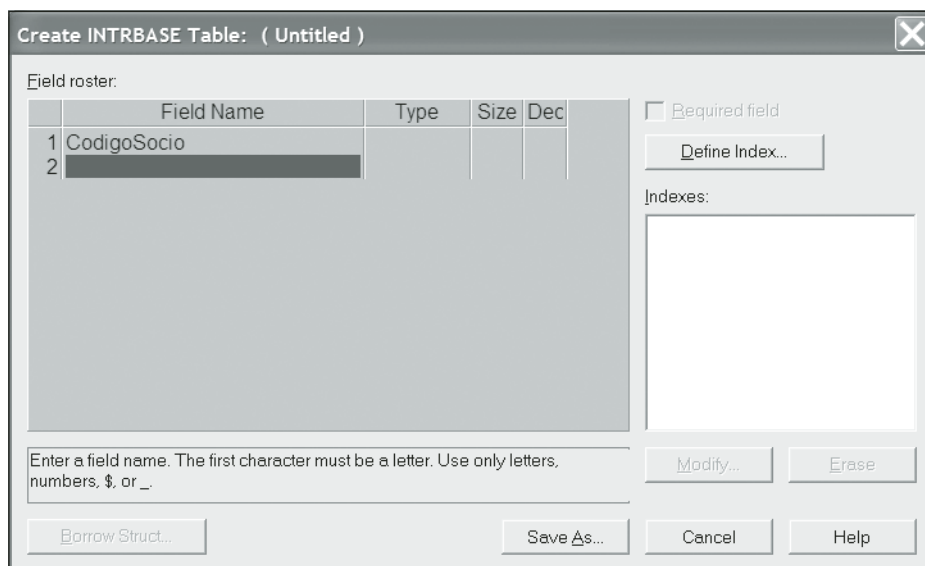 Create INTRBASE Table: ( Untitled )
Field roster:
Field Name Type Size Dec
1 CodigoSocio
2
Required field
Define Index...
Indexes:
Enter a field name. The first character must be a letter. Use only letters,
numbers, $, or _.
Modify... Erase
Borrow Struct... Save As... Cancel Help